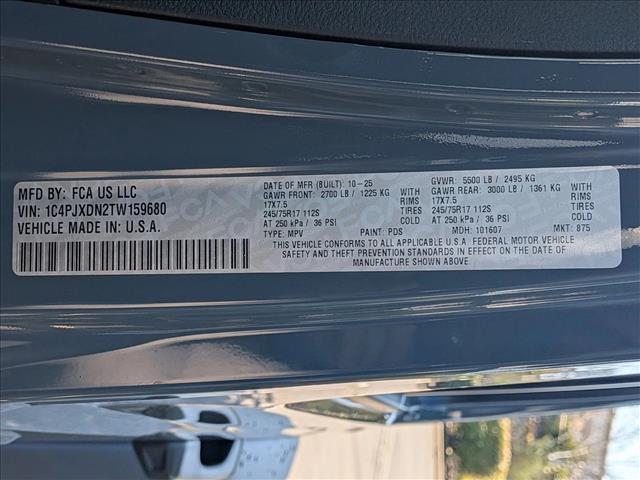 MFD BY: FCA US LLC
VIN: 1C4PJXDN2TW159680
VEHICLE MADE IN: U.S.A.
DATE OF MFR (BUILT): 10-25
GAWR FRONT: 2700 LB / 1225 KG WITH
17X7.5 RIMS
245/75R17 112S TIRES
AT 250 kPa / 36 PSI COLD
TYPE: MPV PAINT: PDS
GVWR: 5500 LB / 2495 KG
GAWR REAR: 3000 LB / 1361 KG WITH
17X7.5 RIMS
245/75R17 112S TIRES
AT 250 kPa / 36 PSI COLD
MDH: 101607 MKT: 875
THIS VEHICLE CONFORMS TO ALL APPLICABLE U.S.A. FEDERAL MOTOR VEHICLE
SAFETY AND THEFT PREVENTION STANDARDS IN EFFECT ON THE DATE OF
MANUFACTURE SHOWN ABOVE.